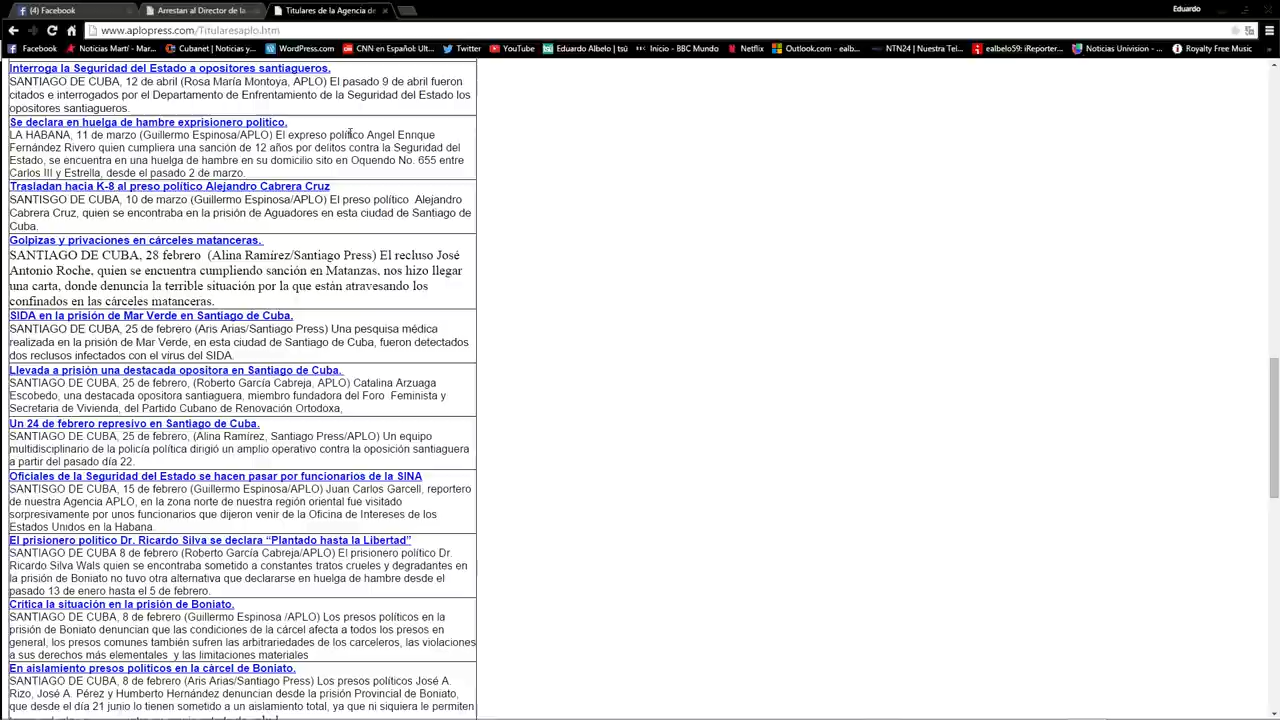 Eduardo
(4) Facebook
Arrestan al Director de la
Titulares de la Agencia de
www.aplopress.com/Titularesaplo.htm
Facebook
Noticias Martí - Mar...
Cubanet | Noticias y...
WordPress.com
CNN en Español: Ult...
Twitter
YouTube
Eduardo Albelo | tsú
Inicio - BBC Mundo
Netflix
Outlook.com - ealb...
NTN24 | Nuestra Tel...
ealbelo59: iReporter...
Noticias Univision - ...
Royalty Free Music
Interroga la Seguridad del Estado a opositores santiagueros.
SANTIAGO DE CUBA, 12 de abril (Rosa María Montoya, APLO) El pasado 9 de abril fueron
citados e interrogados por el Departamento de Enfrentamiento de la Seguridad del Estado los
opositores santiagueros.
Se declara en huelga de hambre exprisionero político.
LA HABANA, 11 de marzo (Guillermo Espinosa/APLO) El expreso político Angel Enrique
Fernández Rivero quien cumpliera una sanción de 12 años por delitos contra la Seguridad del
Estado, se encuentra en una huelga de hambre en su domicilio sito en Oquendo No. 655 entre
Carlos III y Estrella, desde el pasado 2 de marzo.
Trasladan hacia K-8 al preso político Alejandro Cabrera Cruz
SANTISGO DE CUBA, 10 de marzo (Guillermo Espinosa/APLO) El preso político Alejandro
Cabrera Cruz, quien se encontraba en la prisión de Aguadores en esta ciudad de Santiago de
Cuba.
Golpizas y privaciones en cárceles matanceras.
SANTIAGO DE CUBA, 28 febrero (Alina Ramírez/Santiago Press) El recluso José
Antonio Roche, quien se encuentra cumpliendo sanción en Matanzas, nos hizo llegar
una carta, donde denuncia la terrible situación por la que están atravesando los
confinados en las cárceles matanceras.
SIDA en la prisión de Mar Verde en Santiago de Cuba.
SANTIAGO DE CUBA, 25 de febrero (Aris Arias/Santiago Press) Una pesquisa médica
realizada en la prisión de Mar Verde, en esta ciudad de Santiago de Cuba, fueron detectados
dos reclusos infectados con el virus del SIDA.
Llevada a prisión una destacada opositora en Santiago de Cuba.
SANTIAGO DE CUBA, 25 de febrero, (Roberto García Cabreja, APLO) Catalina Arzuaga
Escobedo, una destacada opositora santiaguera, miembro fundadora del Foro Feminista y
Secretaria de Vivienda, del Partido Cubano de Renovación Ortodoxa,
Un 24 de febrero represivo en Santiago de Cuba.
SANTIAGO DE CUBA, 25 de febrero, (Alina Ramírez, Santiago Press/APLO) Un equipo
multidisciplinario de la policía política dirigió un amplio operativo contra la oposición santiaguera
a partir del pasado día 22.
Oficiales de la Seguridad del Estado se hacen pasar por funcionarios de la SINA
SANTISGO DE CUBA, 15 de febrero (Guillermo Espinosa/APLO) Juan Carlos Garcell, reportero
de nuestra Agencia APLO, en la zona norte de nuestra región oriental fue visitado
sorpresivamente por unos funcionarios que dijeron venir de la Oficina de Intereses de los
Estados Unidos en la Habana.
El prisionero político Dr. Ricardo Silva se declara “Plantado hasta la Libertad”
SANTIAGO DE CUBA 8 de febrero (Roberto García Cabreja/APLO) El prisionero político Dr.
Ricardo Silva Wals quien se encontraba sometido a constantes tratos crueles y degradantes en
la prisión de Boniato no tuvo otra alternativa que declararse en huelga de hambre desde el
pasado 13 de enero hasta el 5 de febrero.
Crítica la situación en la prisión de Boniato.
SANTIAGO DE CUBA, 8 de febrero (Guillermo Espinosa /APLO) Los presos políticos en la
prisión de Boniato denuncian que las condiciones de la cárcel afecta a todos los presos en
general, los presos comunes también sufren las arbitrariedades de los carceleros, las violaciones
a sus derechos más elementales y las limitaciones materiales
En aislamiento presos políticos en la cárcel de Boniato.
SANTIAGO DE CUBA, 8 de febrero (Aris Arias/Santiago Press) Los presos políticos José A.
Rizo, José A. Pérez y Humberto Hernández denuncian desde la prisión Provincial de Boniato,
que desde el día 21 junio lo tienen sometido a un aislamiento total, ya que ni siquiera le permiten